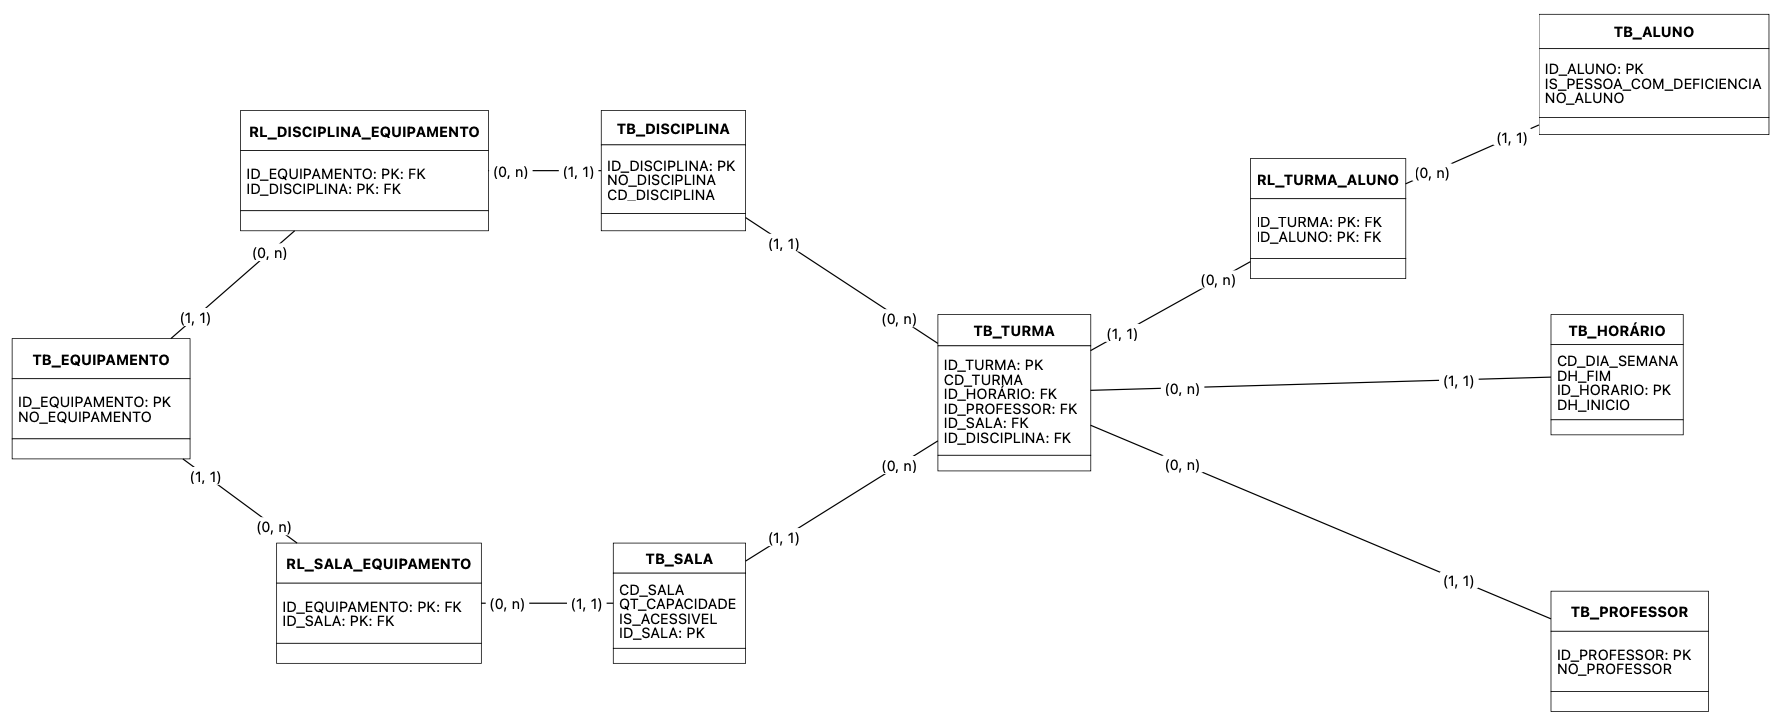 TB_ALUNO
ID_ALUNO: PK
IS_PESSOA_COM_DEFICIENCIA
NO_ALUNO
(1, 1)
(0, n)
RL_TURMA_ALUNO
ID_TURMA: PK: FK
ID_ALUNO: PK: FK
(0, n)
(1, 1)
RL_DISCIPLINA_EQUIPAMENTO
ID_EQUIPAMENTO: PK: FK
ID_DISCIPLINA: PK: FK
(0, n)
(1, 1)
TB_DISCIPLINA
ID_DISCIPLINA: PK
NO_DISCIPLINA
CD_DISCIPLINA
(1, 1)
(0, n)
(0, n)
(1, 1)
TB_EQUIPAMENTO
ID_EQUIPAMENTO: PK
NO_EQUIPAMENTO
(1, 1)
(0, n)
TB_TURMA
ID_TURMA: PK
CD_TURMA
ID_HORÁRIO: FK
ID_PROFESSOR: FK
ID_SALA: FK
ID_DISCIPLINA: FK
(0, n)
(1, 1)
TB_HORÁRIO
CD_DIA_SEMANA
DH_FIM
ID_HORARIO: PK
DH_INICIO
(0, n)
(1, 1)
(0, n)
(1, 1)
RL_SALA_EQUIPAMENTO
ID_EQUIPAMENTO: PK: FK
ID_SALA: PK: FK
(0, n)
(1, 1)
TB_SALA
CD_SALA
QT_CAPACIDADE
IS_ACESSIVEL
ID_SALA: PK
TB_PROFESSOR
ID_PROFESSOR: PK
NO_PROFESSOR